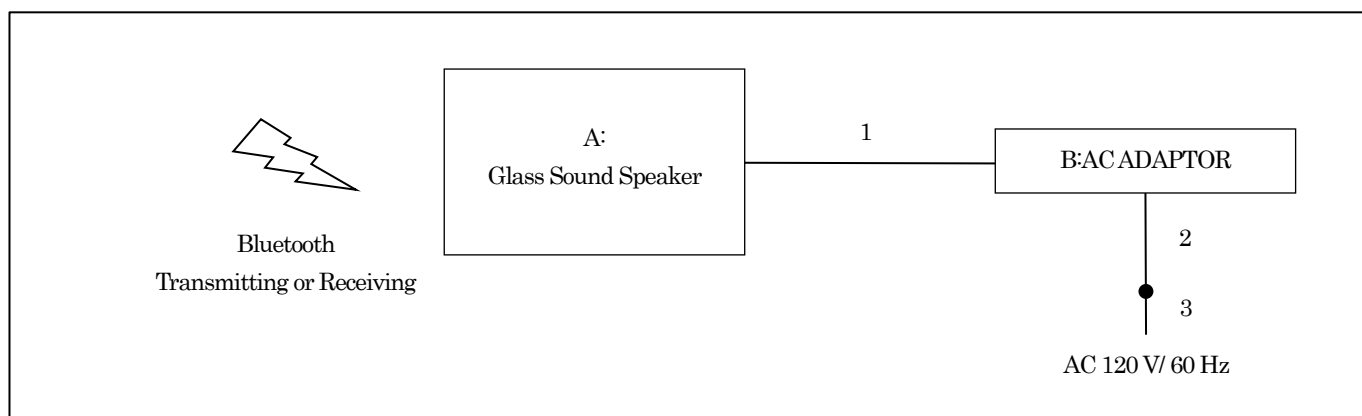 A:
Glass Sound Speaker
1
B:AC ADAPTOR
2
Bluetooth
Transmitting or Receiving
3
AC 120 V/ 60 Hz